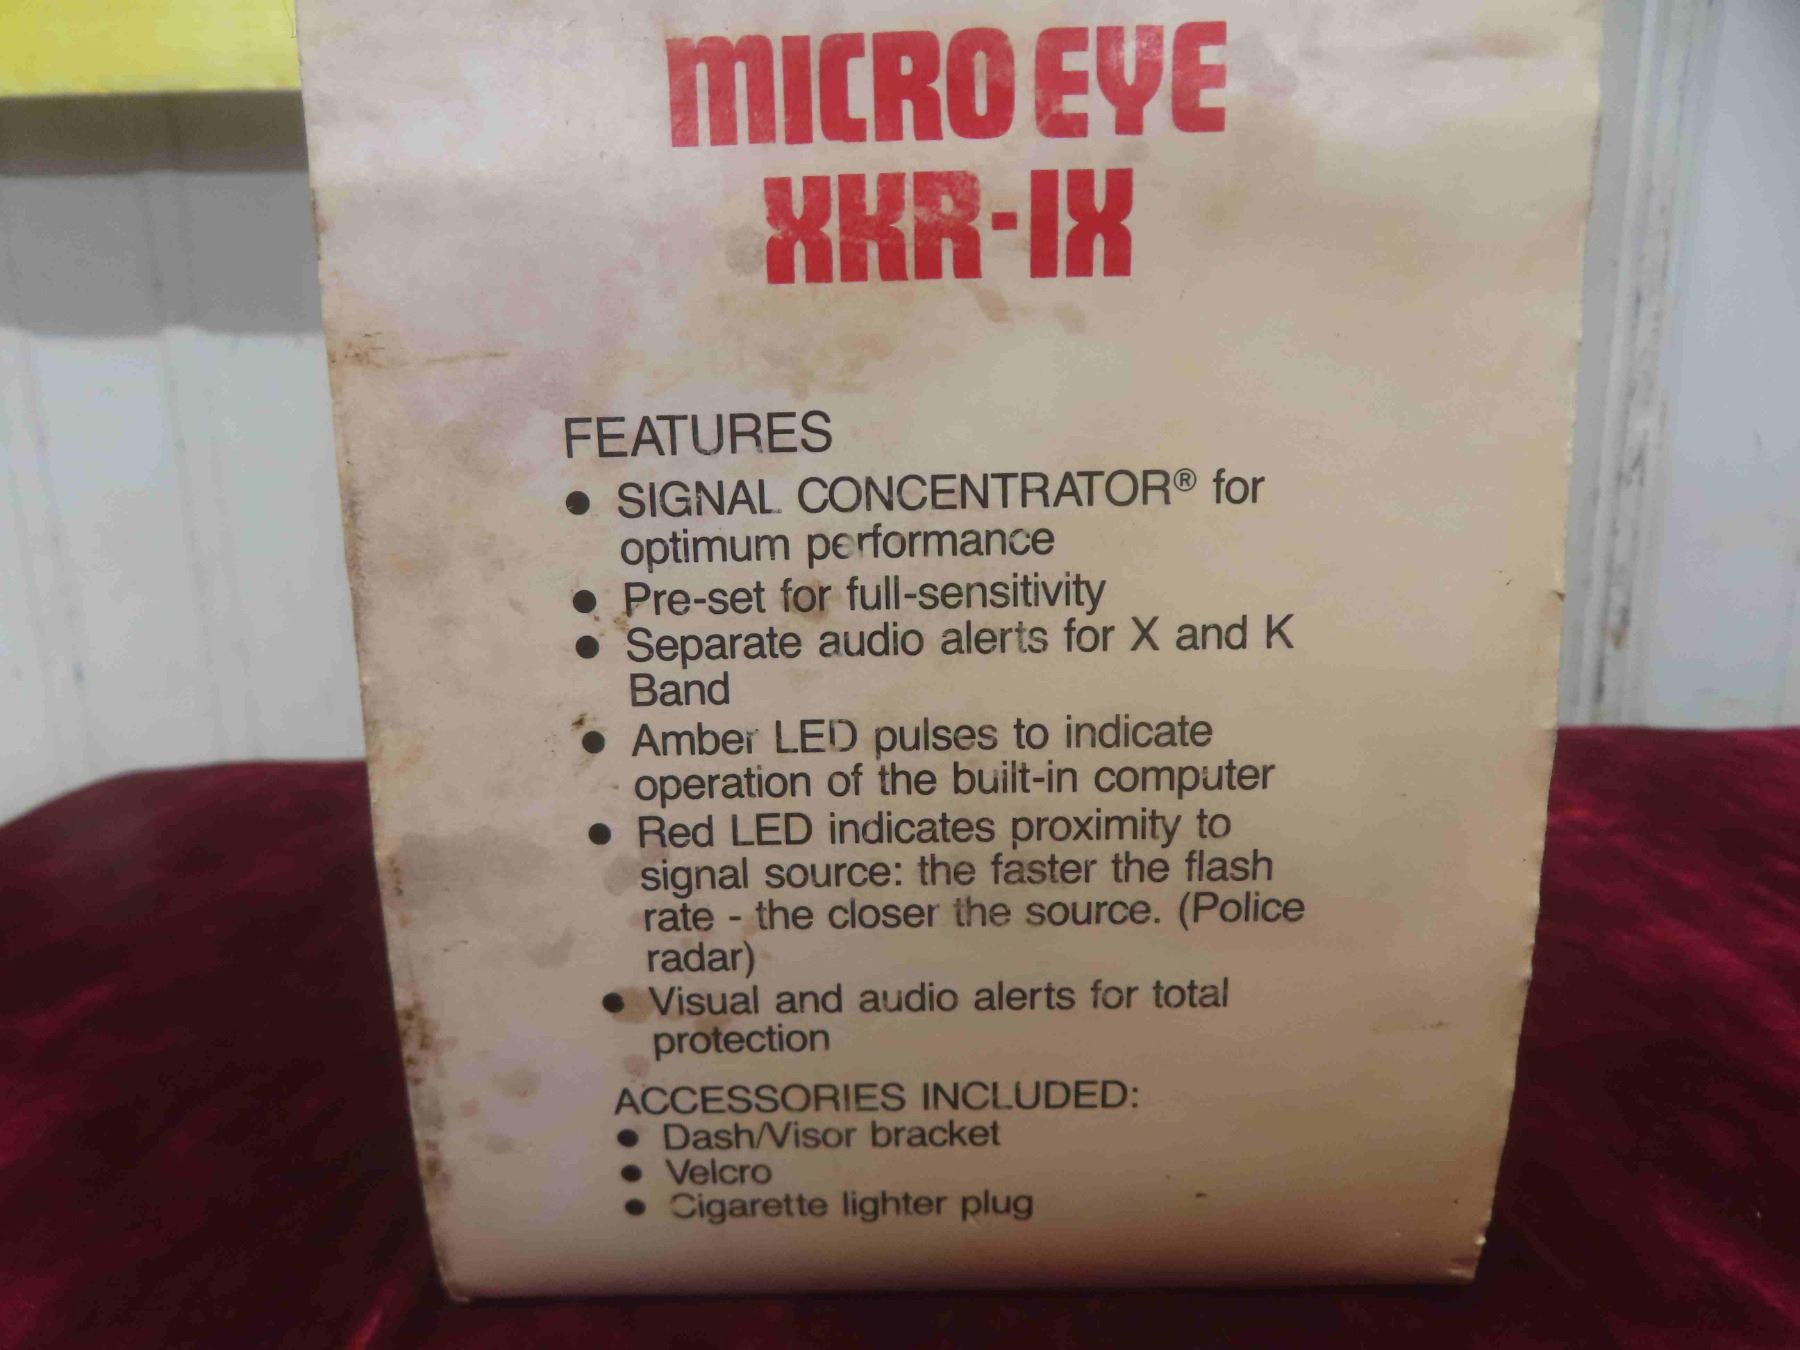 MICRO EYE
XKR-IX
FEATURES
● SIGNAL CONCENTRATOR® for
optimum performance
● Pre-set for full-sensitivity
● Separate audio alerts for X and K
Band
● Amber LED pulses to indicate
operation of the built-in computer
● Red LED indicates proximity to
signal source: the faster the flash
rate - the closer the source. (Police
radar)
● Visual and audio alerts for total
protection
ACCESSORIES INCLUDED:
● Dash/Visor bracket
● Velcro
● Cigarette lighter plug